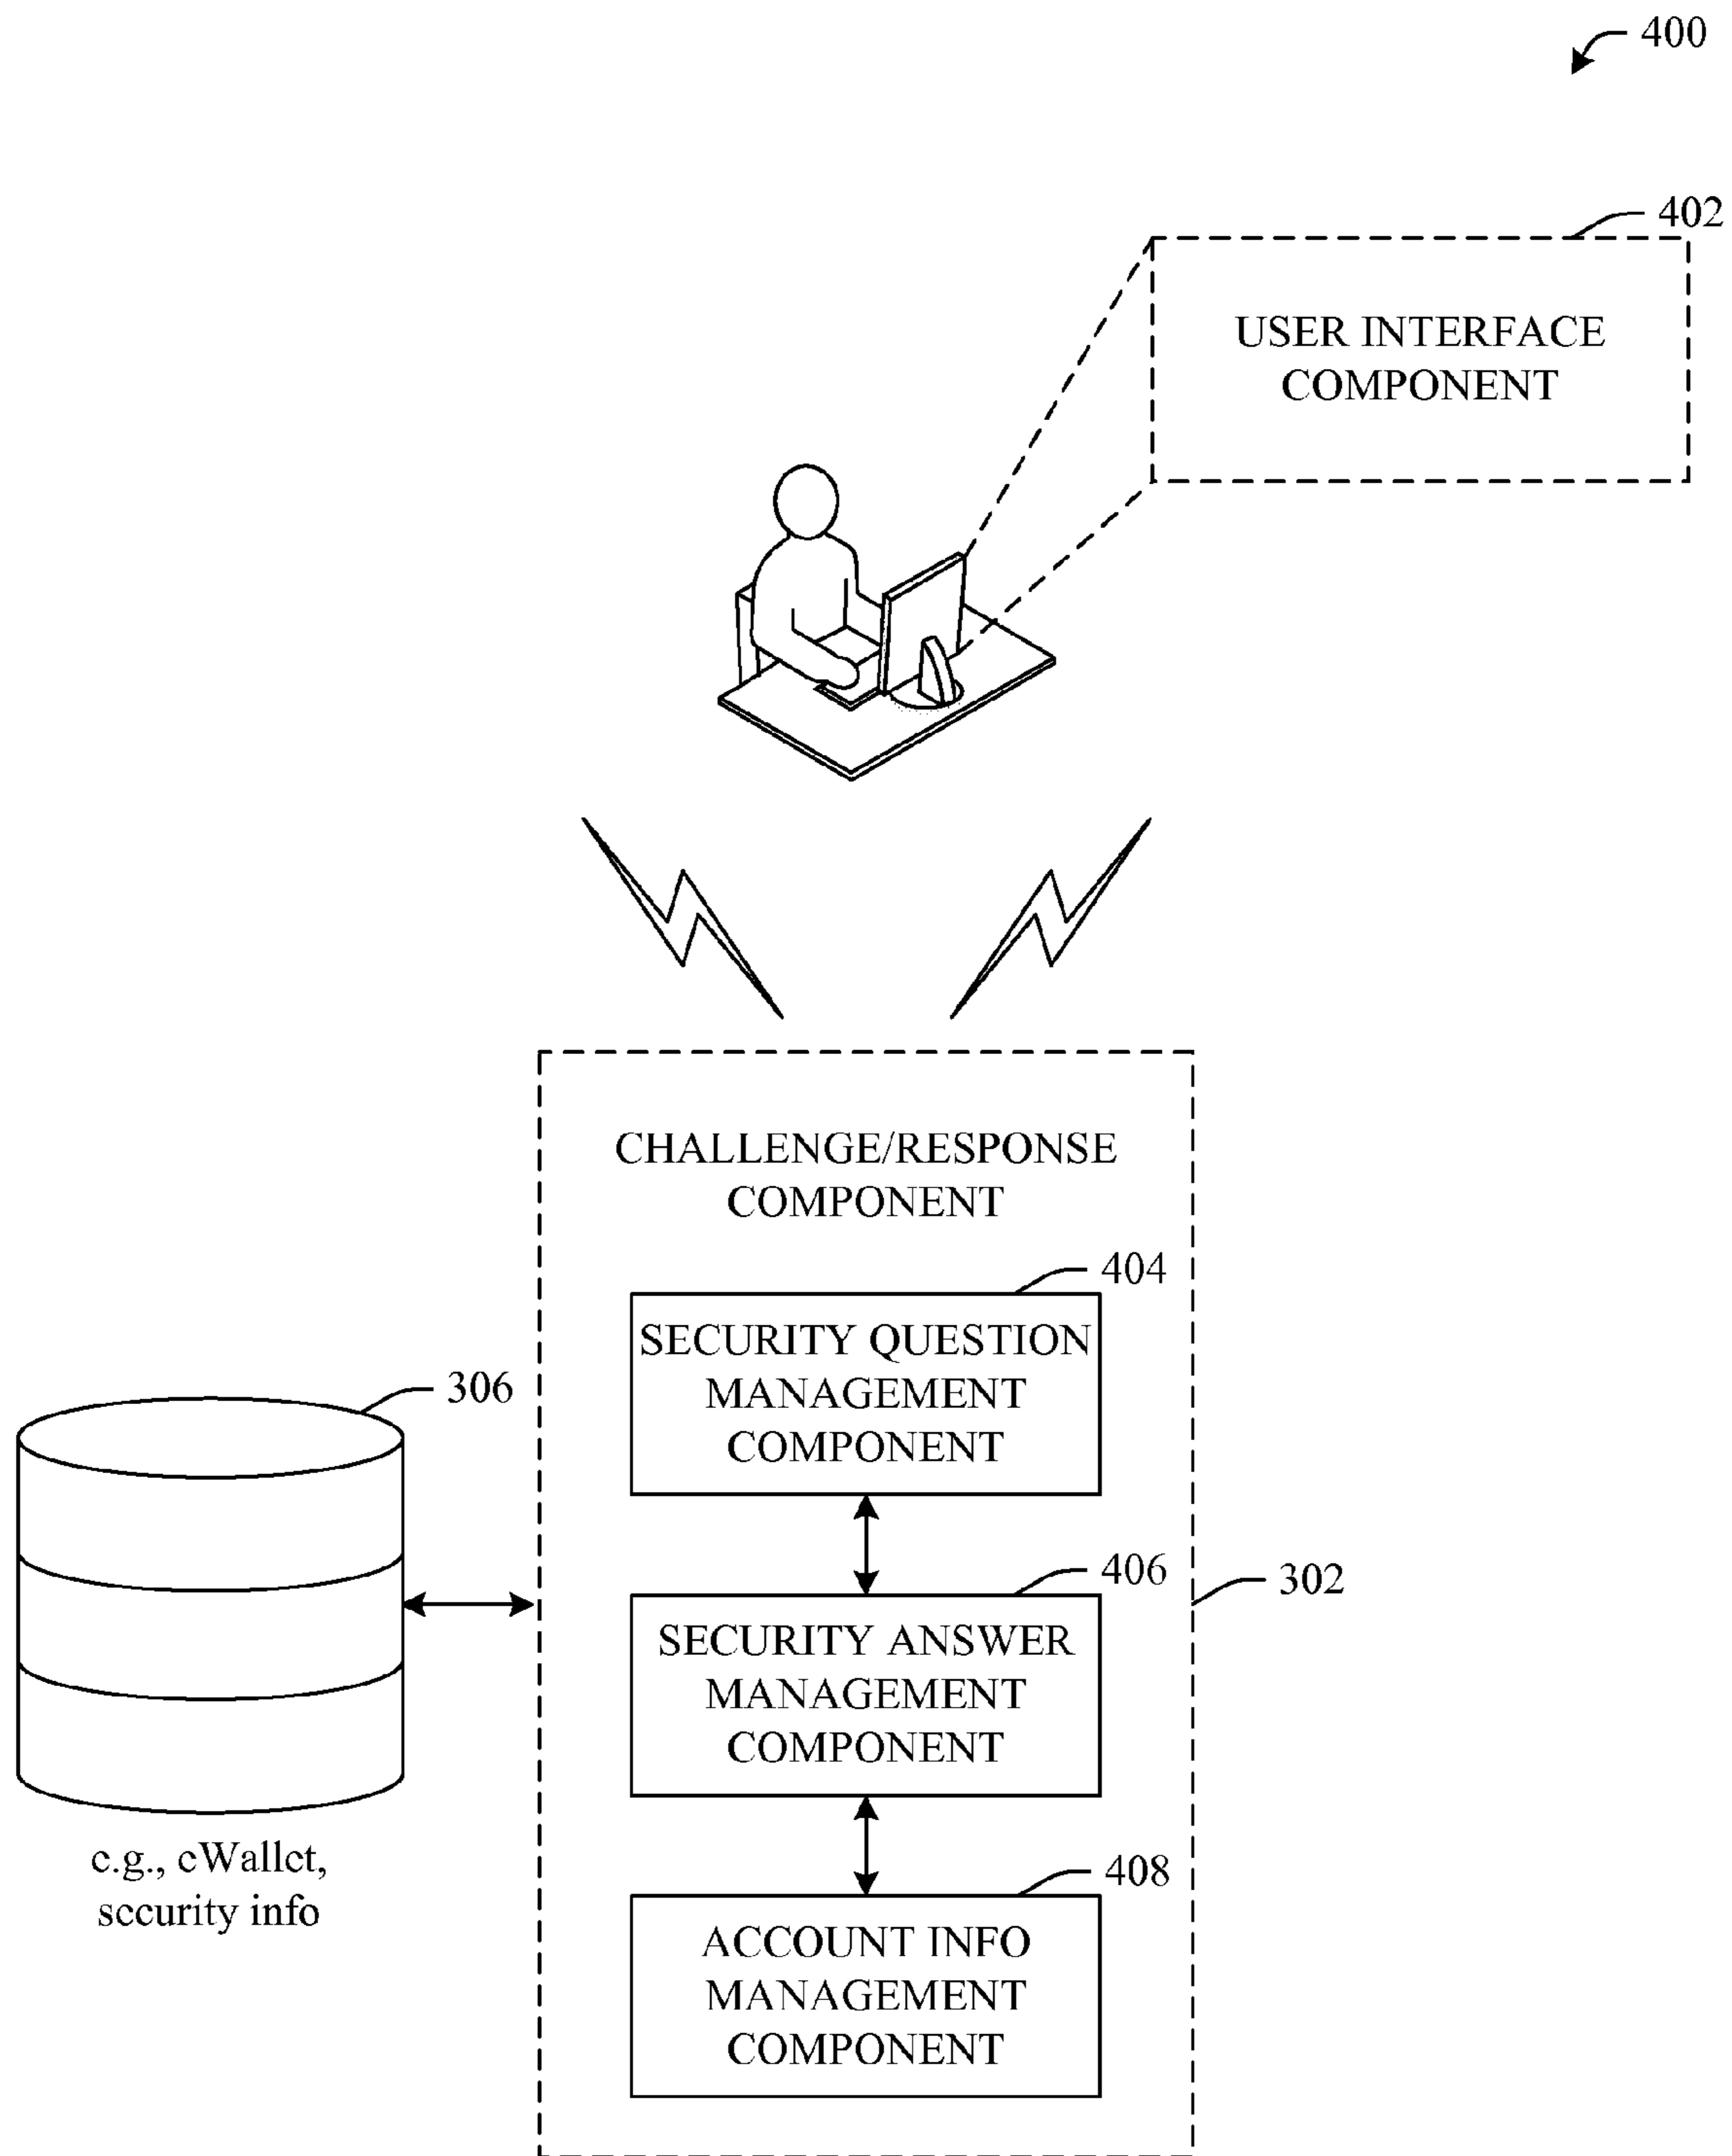 400
402
USER INTERFACE
COMPONENT
CHALLENGE/RESPONSE
COMPONENT
404
SECURITY QUESTION
MANAGEMENT
COMPONENT
306
406
302
SECURITY ANSWER
MANAGEMENT
COMPONENT
e.g., eWallet,
security info
408
ACCOUNT INFO
MANAGEMENT
COMPONENT